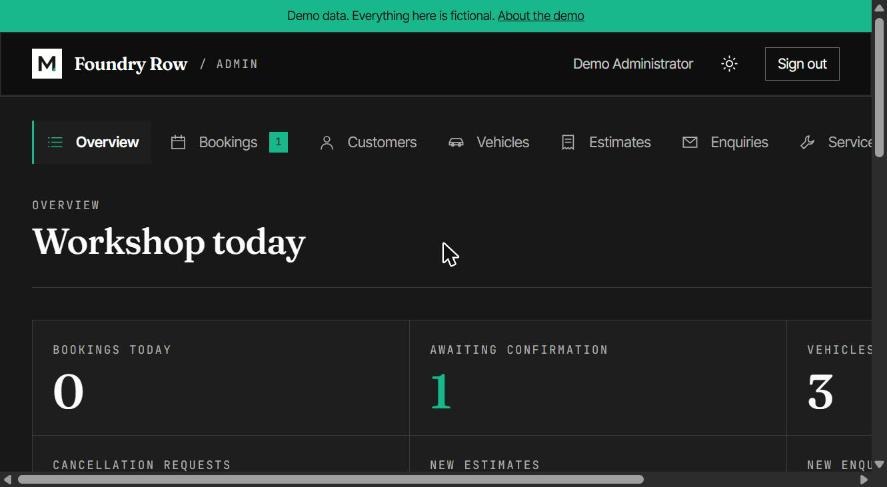 Demo data. Everything here is fictional. About the demo
M Foundry Row / ADMIN
Demo Administrator
Sign out
Overview
Bookings 1
Customers
Vehicles
Estimates
Enquiries
Service
OVERVIEW
Workshop today
BOOKINGS TODAY
0
AWAITING CONFIRMATION
1
VEHICLES
3
CANCELLATION REQUESTS
NEW ESTIMATES
NEW ENQU